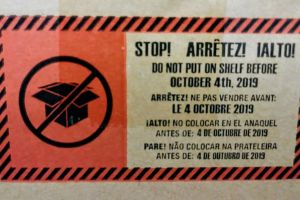 STOP! ARRÊTEZ! ¡ALTO!
DO NOT PUT ON SHELF BEFORE
OCTOBER 4th, 2019
ARRÊTEZ! NE PAS VENDRE AVANT:
LE 4 OCTOBRE 2019
¡ALTO! NO COLOCAR EN EL ANAQUEL
ANTES DE: 4 DE OCTUBRE DE 2019
PARE! NÃO COLOCAR NA PRATELEIRA
ANTES DE: 4 DE OUTUBRO DE 2019